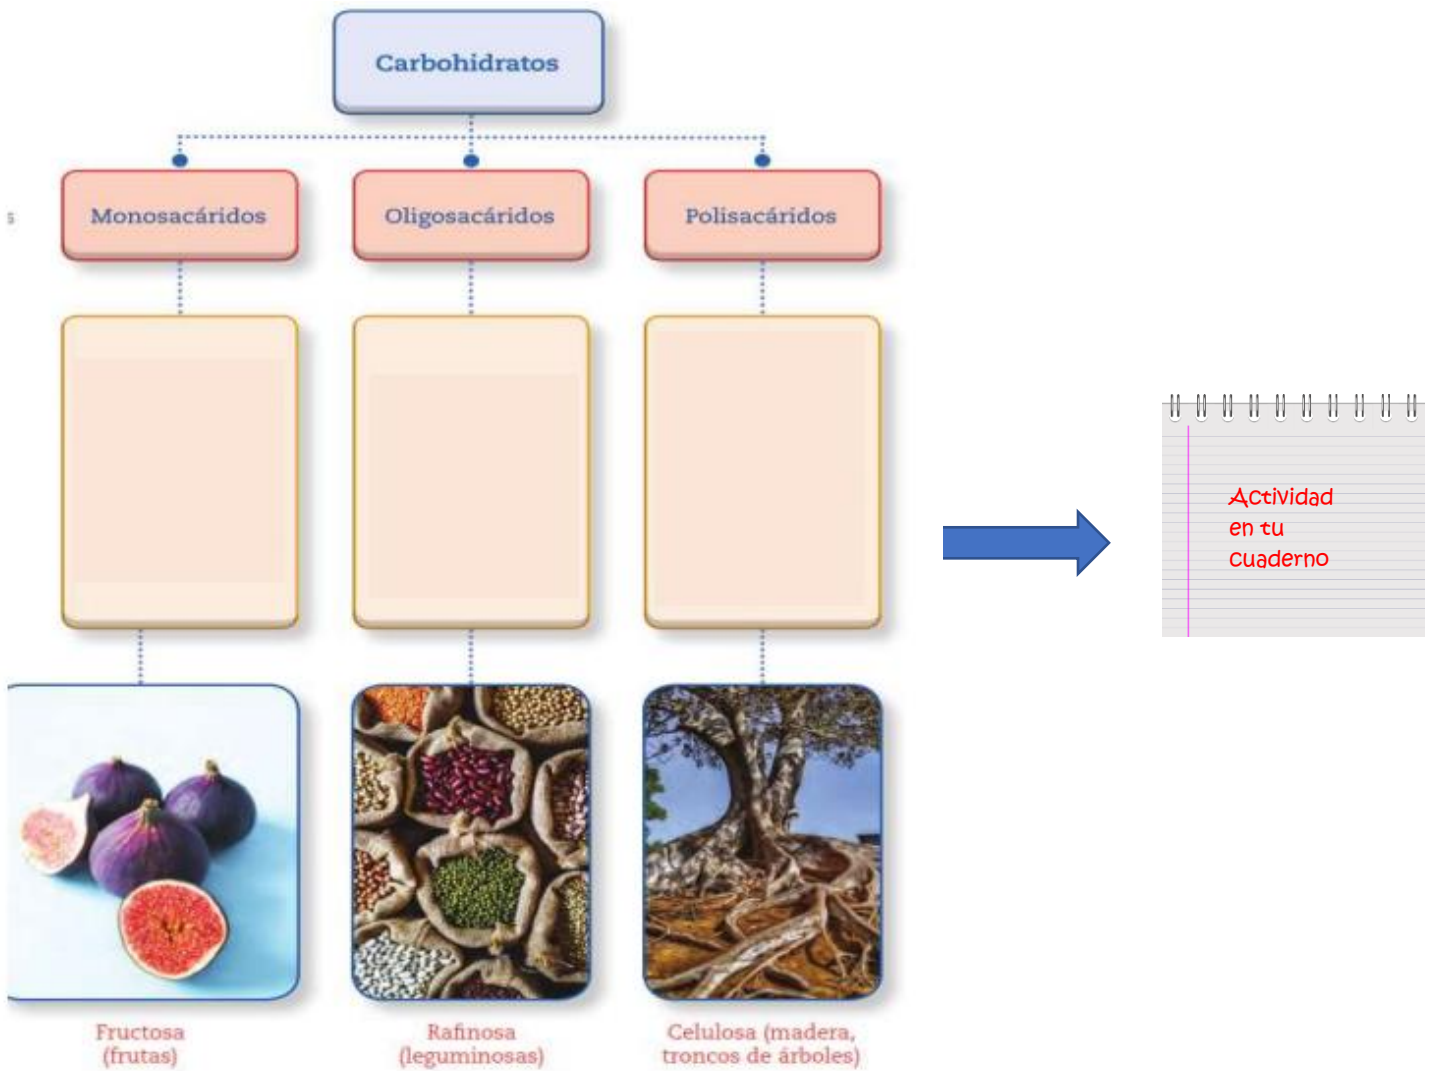 Carbohidratos
s
Monosacáridos
Oligosacáridos
Polisacáridos
Actividad
en tu
cuaderno
Fructosa
(frutas)
Rafinosa
(leguminosas)
Celulosa (madera,
troncos de árboles)